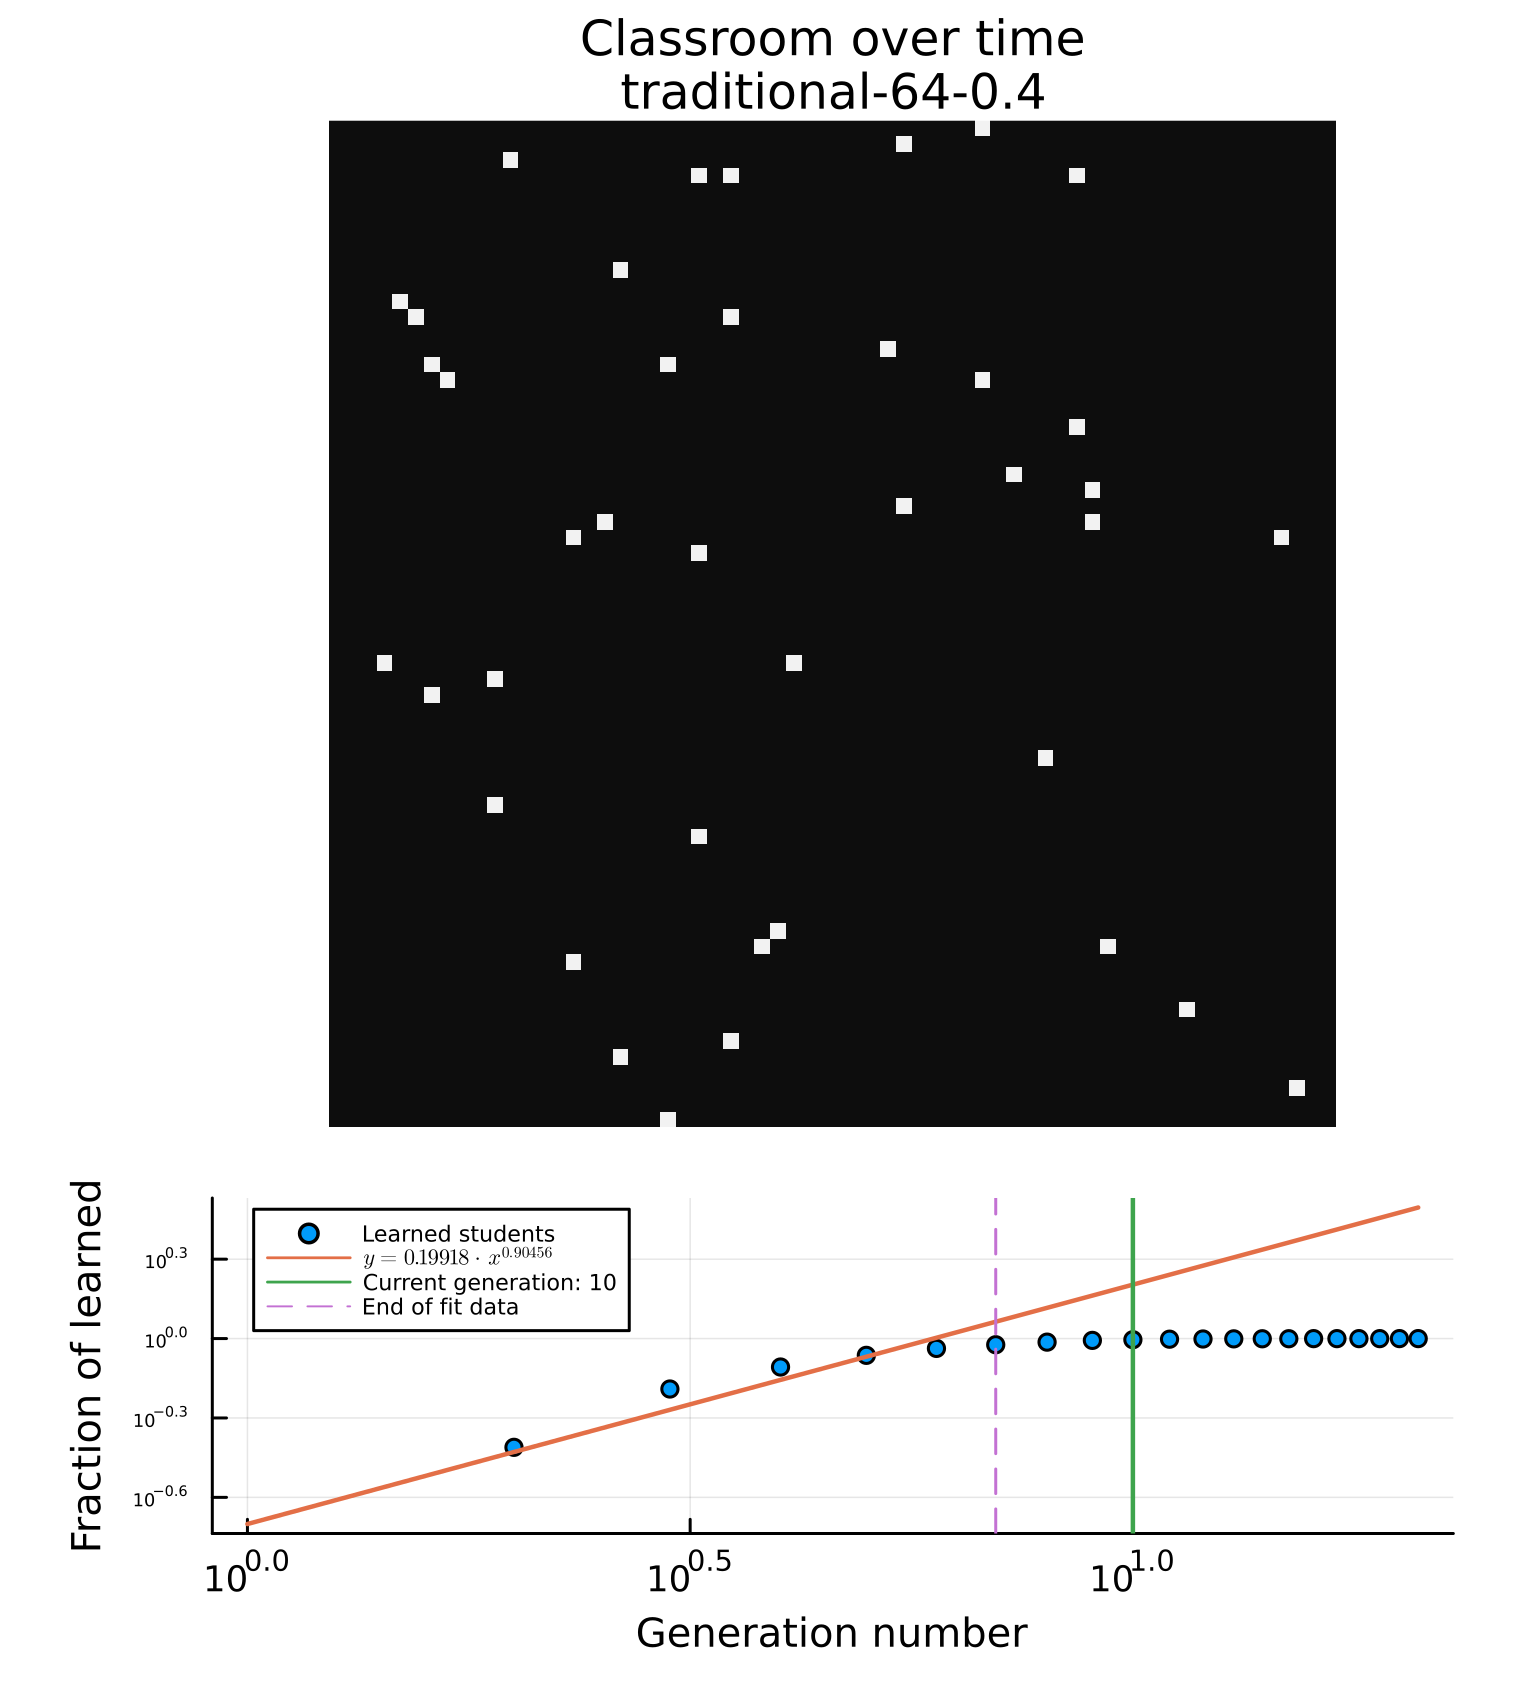 Classroom over time
traditional-64-0.4
Fraction of learned
10^0.3
10^0.0
10^−0.3
10^−0.6
Learned students
y = 0.19918 · x^0.90456
Current generation: 10
End of fit data
10^0.0 10^0.5 10^1.0
Generation number